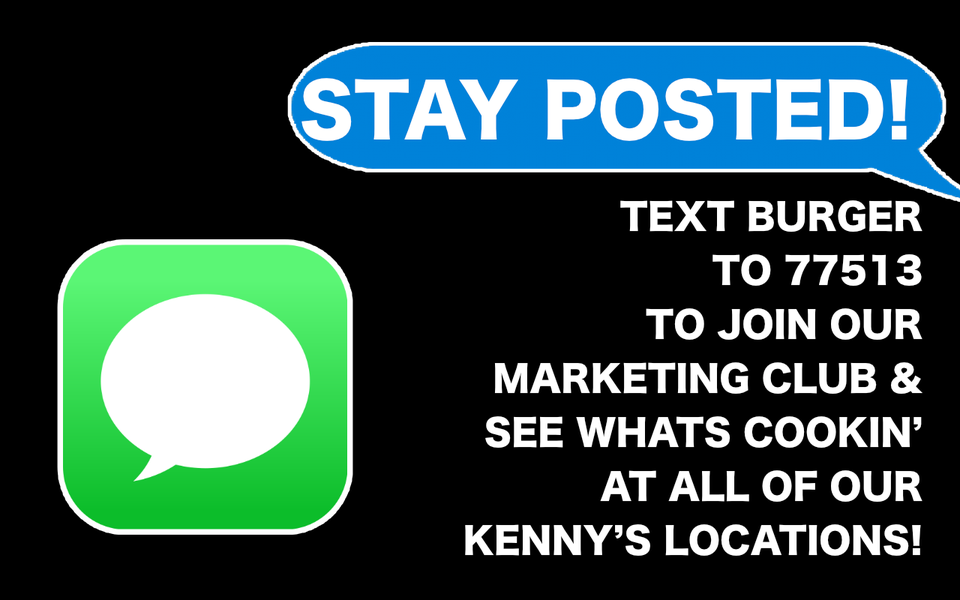 STAY POSTED!
TEXT BURGER
TO 77513
TO JOIN OUR
MARKETING CLUB &
SEE WHATS COOKIN’
AT ALL OF OUR
KENNY’S LOCATIONS!